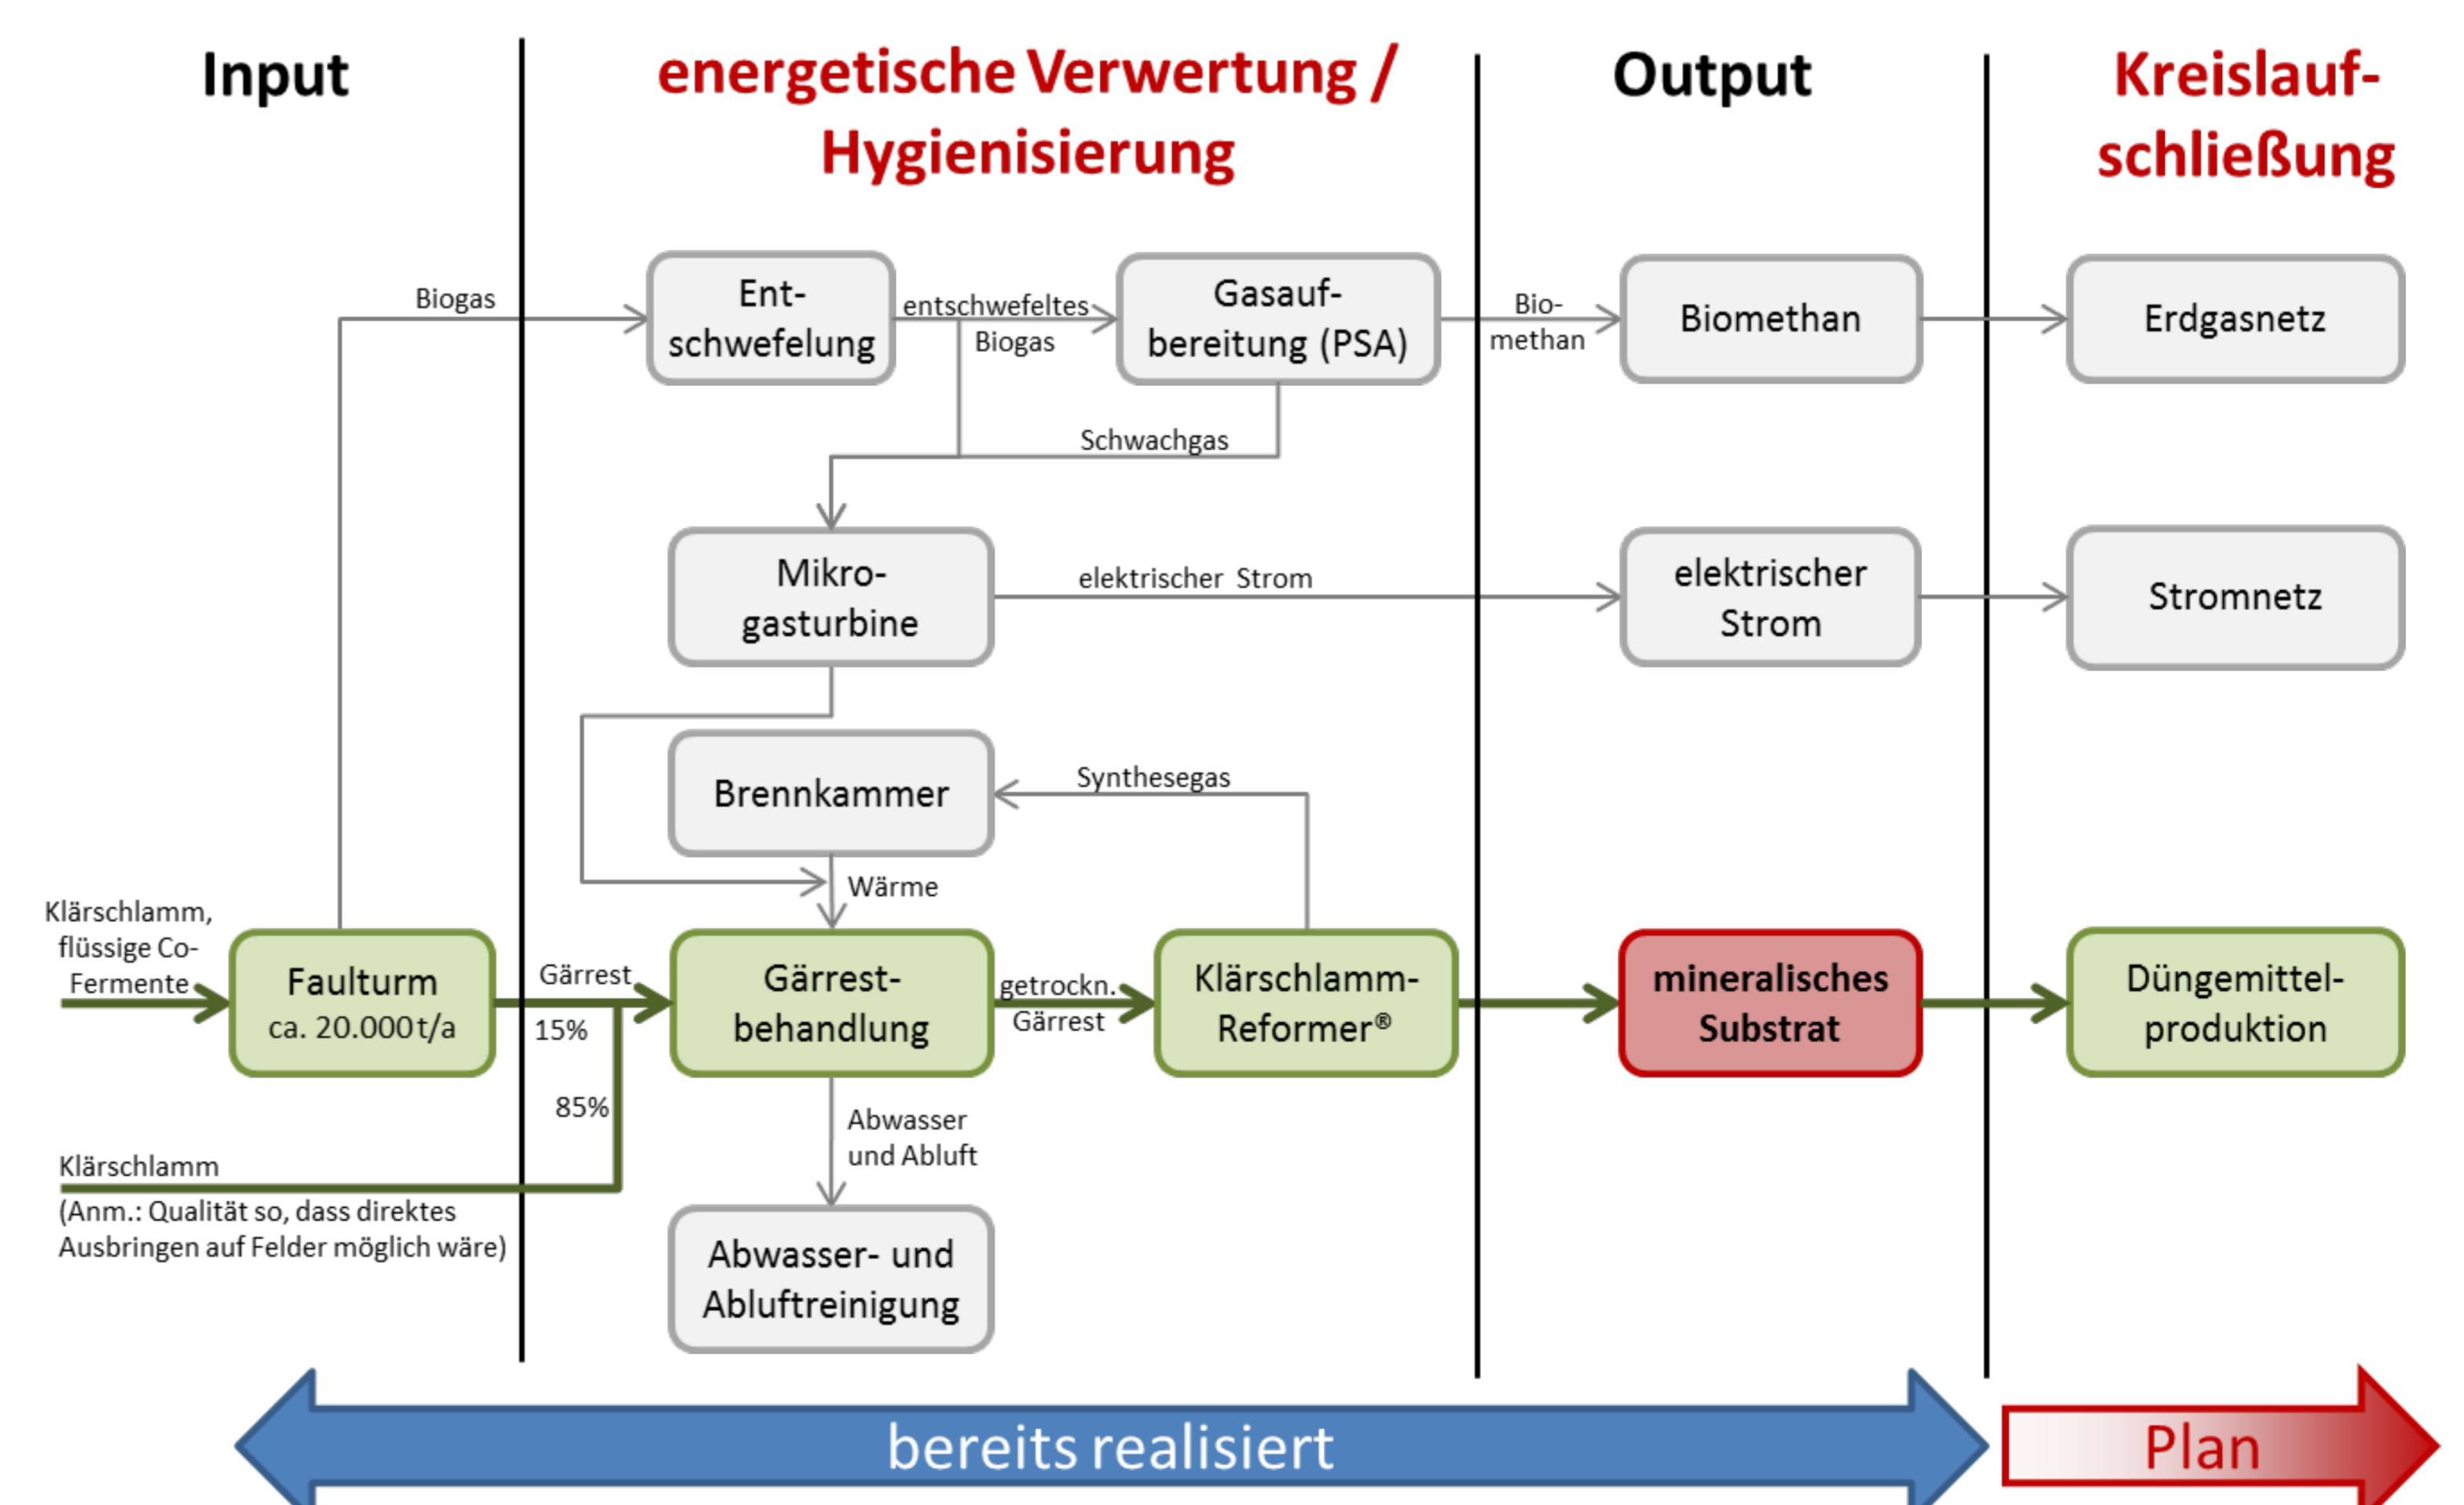 Input
energetische Verwertung /
Hygienisierung
Output
Kreislauf-
schließung
Biogas
Ent-
schwefelung
entschwefeltes
Biogas
Gasauf-
bereitung (PSA)
Bio-
methan
Biomethan
Erdgasnetz
Schwachgas
Mikro-
gasturbine
elektrischer Strom
elektrischer
Strom
Stromnetz
Brennkammer
Synthesegas
Wärme
Klärschlamm,
flüssige Co-
Fermente
Faulturm
ca. 20.000 t/a
Gärrest
15%
85%
Gärrest-
behandlung
getrockn.
Gärrest
Klärschlamm-
Reformer®
mineralisches
Substrat
Düngemittel-
produktion
Klärschlamm
(Anm.: Qualität so, dass direktes
Ausbringen auf Felder möglich wäre)
Abwasser
und Abluft
Abwasser- und
Abluftreinigung
bereits realisiert
Plan